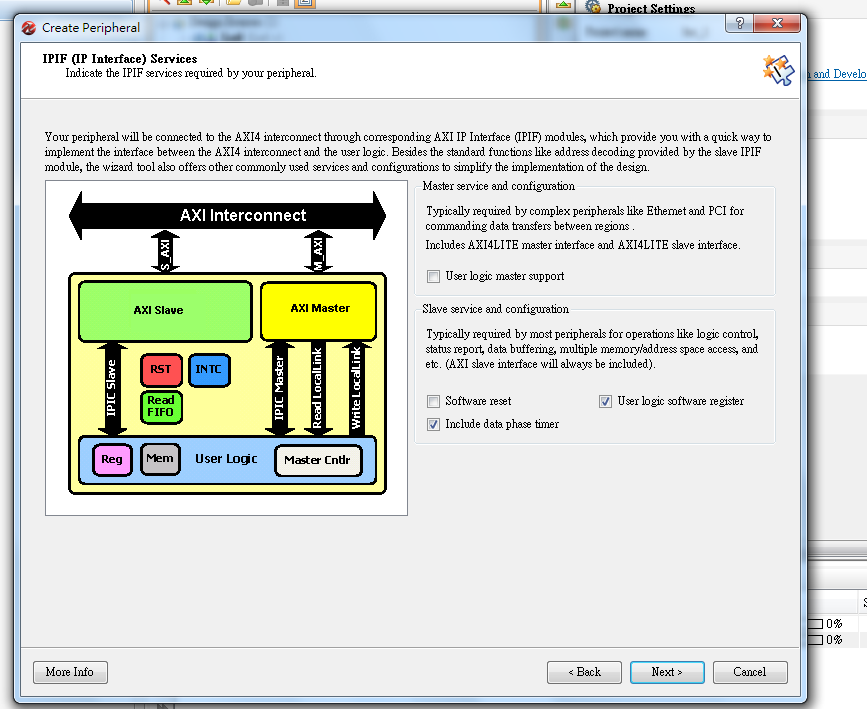 Project Settings
Create Peripheral
IPIF (IP Interface) Services
Indicate the IPIF services required by your peripheral.
n and Develo
Your peripheral will be connected to the AXI4 interconnect through corresponding AXI IP Interface (IPIF) modules, which provide you with a quick way to
implement the interface between the AXI4 interconnect and the user logic. Besides the standard functions like address decoding provided by the slave IPIF
module, the wizard tool also offers other commonly used services and configurations to simplify the implementation of the design.
AXI Interconnect
S_AXI
M_AXI
AXI Slave
AXI Master
IPIC Slave
RST
INTC
Read
FIFO
IPIC Master
Read LocalLink
Write LocalLink
Reg
Mem
User Logic
Master Cntlr
Master service and configuration
Typically required by complex peripherals like Ethernet and PCI for
commanding data transfers between regions .
Includes AXI4LITE master interface and AXI4LITE slave interface.
User logic master support
Slave service and configuration
Typically required by most peripherals for operations like logic control,
status report, data buffering, multiple memory/address space access, and
etc. (AXI slave interface will always be included).
Software reset
User logic software register
Include data phase timer
0%
0%
More Info
< Back
Next >
Cancel